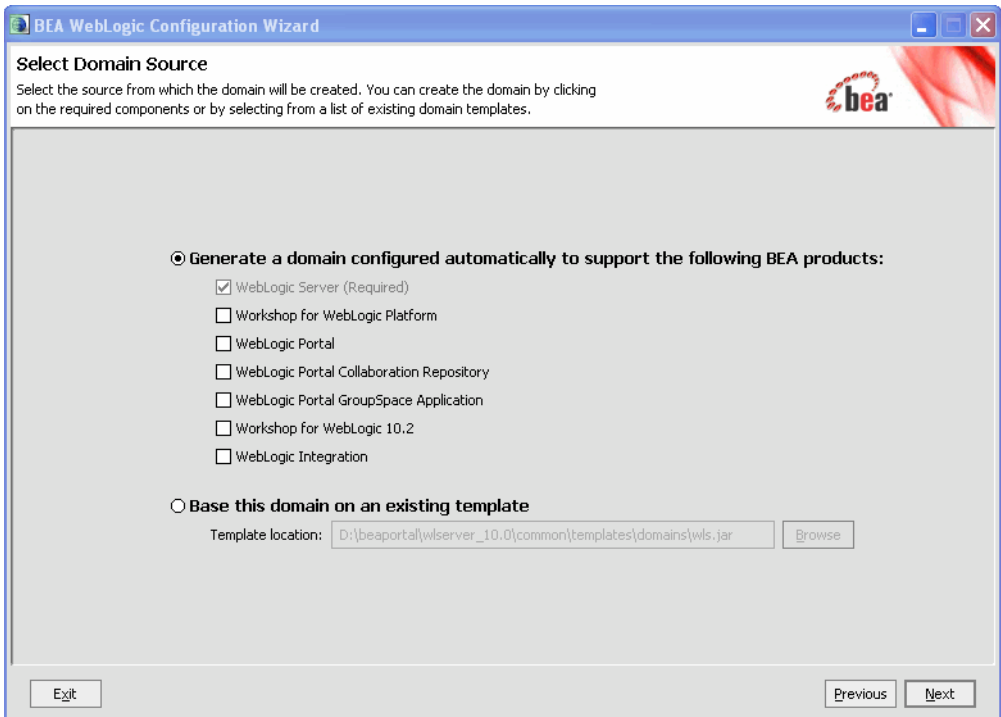 BEA WebLogic Configuration Wizard
Select Domain Source
Select the source from which the domain will be created. You can create the domain by clicking
on the required components or by selecting from a list of existing domain templates.
bea
Generate a domain configured automatically to support the following BEA products:
WebLogic Server (Required)
Workshop for WebLogic Platform
WebLogic Portal
WebLogic Portal Collaboration Repository
WebLogic Portal GroupSpace Application
Workshop for WebLogic 10.2
WebLogic Integration
Base this domain on an existing template
Template location: D:\beaportal\wlserver_10.0\common\templates\domains\wls.jar Browse
Exit Previous Next